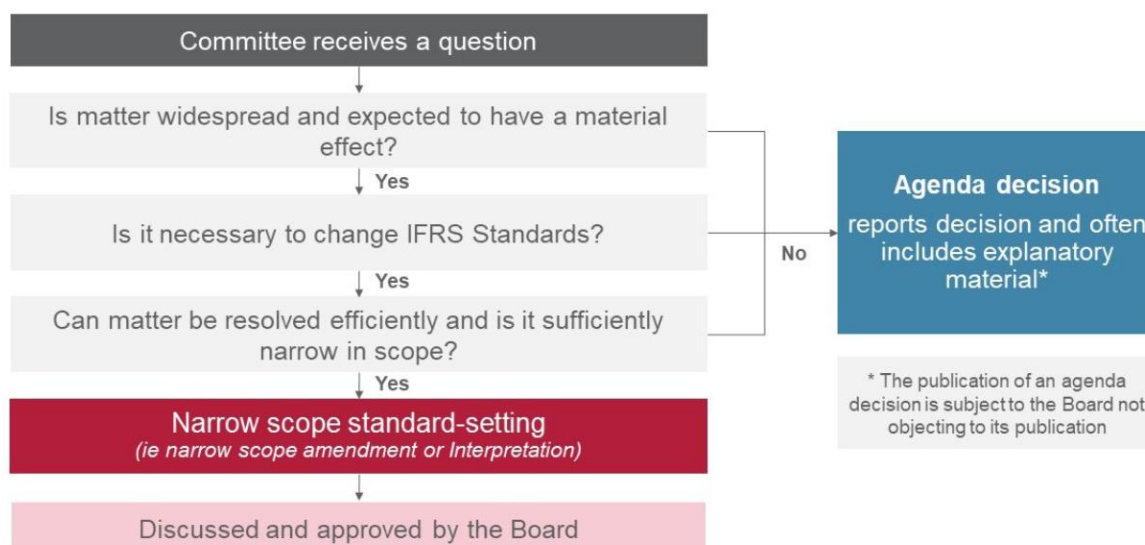 Committee receives a question
Is matter widespread and expected to have a material
effect?
Yes
Is it necessary to change IFRS Standards?
Yes
Can matter be resolved efficiently and is it sufficiently
narrow in scope?
Yes
Narrow scope standard-setting
(ie narrow scope amendment or Interpretation)
Discussed and approved by the Board
No
Agenda decision
reports decision and often
includes explanatory
material*
* The publication of an agenda
decision is subject to the Board not
objecting to its publication